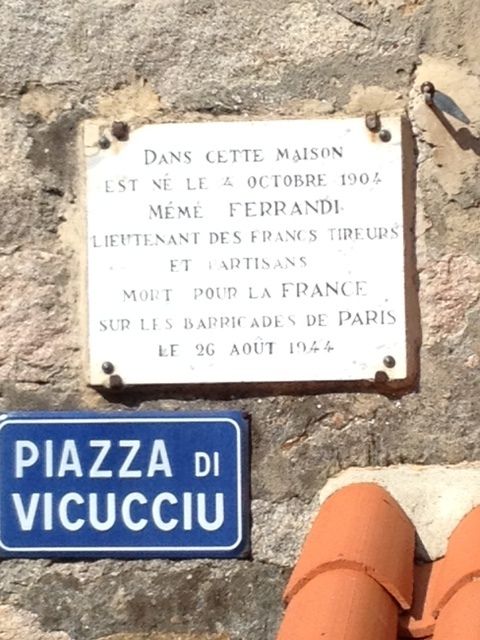 DANS CETTE MAISON
EST NÉ LE 4 OCTOBRE 1904
MÉMÉ FERRANDI
LIEUTENANT DES FRANCS TIREURS
ET PARTISANS
MORT POUR LA FRANCE
SUR LES BARRICADES DE PARIS
LE 26 AOÛT 1944
PIAZZA DI
VICUCCIU